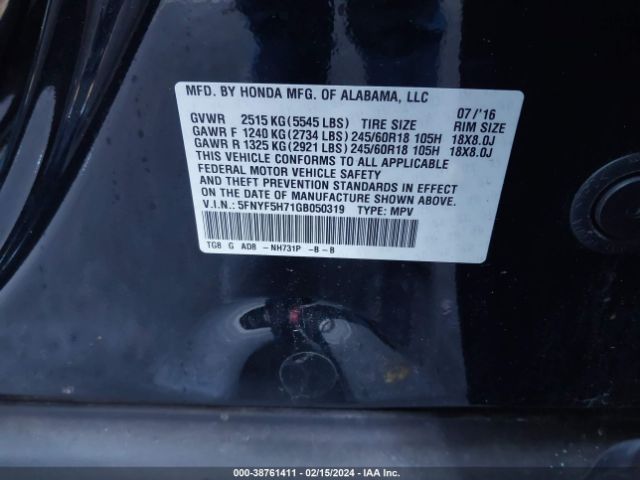 MFD. BY HONDA MFG. OF ALABAMA, LLC
07/'16
GVWR 2515 KG (5545 LBS) TIRE SIZE RIM SIZE
GAWR F 1240 KG (2734 LBS) 245/60R18 105H 18X8.0J
GAWR R 1325 KG (2921 LBS) 245/60R18 105H 18X8.0J
THIS VEHICLE CONFORMS TO ALL APPLICABLE
FEDERAL MOTOR VEHICLE SAFETY
AND THEFT PREVENTION STANDARDS IN EFFECT
ON THE DATE OF MANUFACTURE SHOWN ABOVE.
V.I.N.: 5FNYF5H71GB050319 TYPE: MPV
TG8 G AD8 -NH731P -B-B
000-38761411 - 02/15/2024 - IAA Inc.